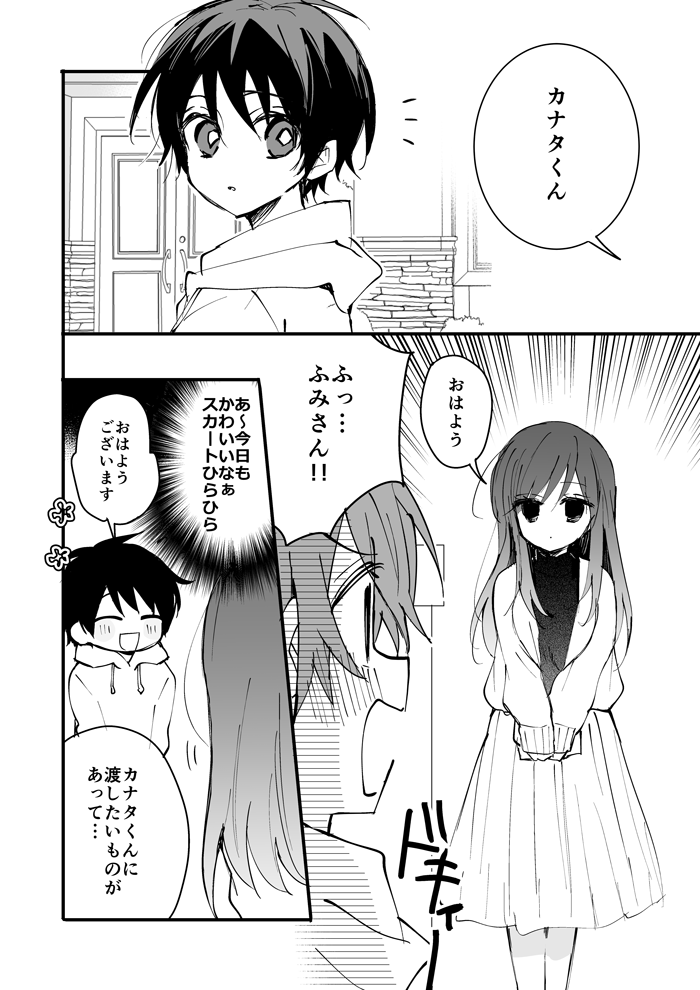 カナタくん
おはよう
ふっ…
ふみさん!!
ドキィ
あ〜今日も
かわいいなぁ
スカートひらひら
おはよう
ございます
カナタくんに
渡したいものが
あって…